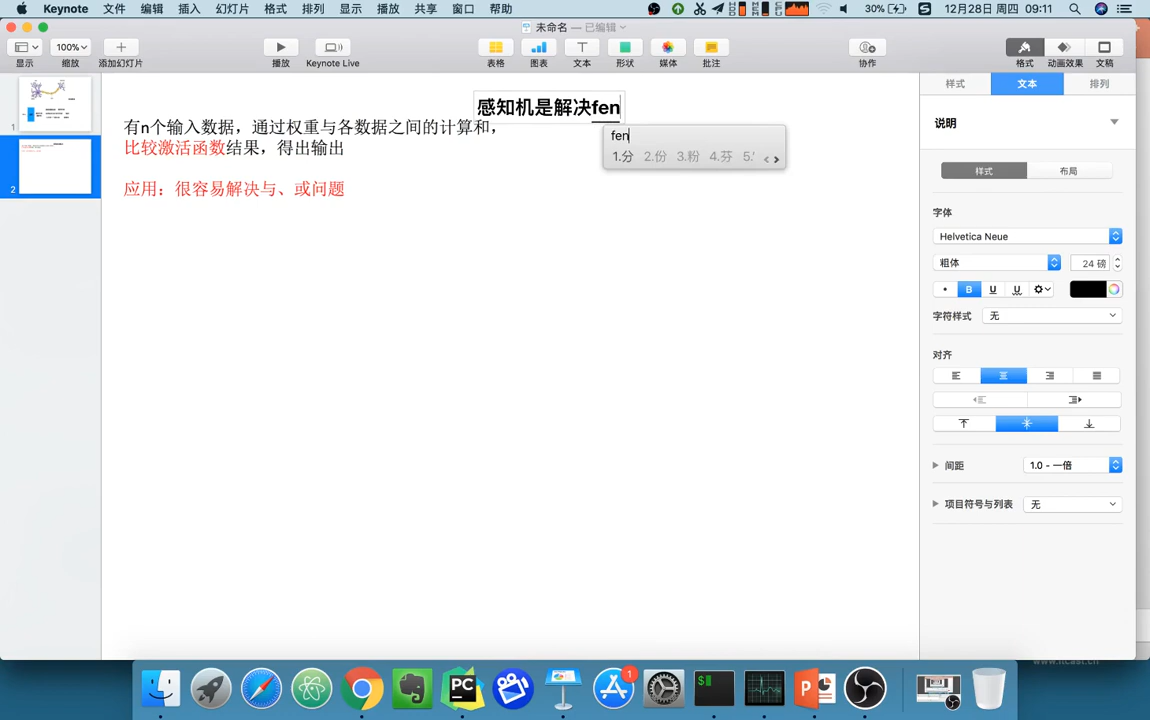 Keynote 文件 编辑 插入 幻灯片 格式 排列 显示 播放 共享 窗口 帮助 30% 12月28日 周四 09:11
未命名 — 已编辑
100%
显示 缩放 添加幻灯片 播放 Keynote Live 表格 图表 文本 形状 媒体 批注 协作 格式 动画效果 文稿
样式 文本 排列
1
2
感知机是解决fen
有n个输入数据，通过权重与各数据之间的计算和，
比较激活函数结果，得出输出
应用：很容易解决与、或问题
fen
1.分 2.份 3.粉 4.芬 5.
说明
样式 布局
字体
Helvetica Neue
粗体 24 磅
B U U
字符样式 无
对齐
间距 1.0 - 一倍
项目符号与列表 无
PC
1
$
www.itcast.cn